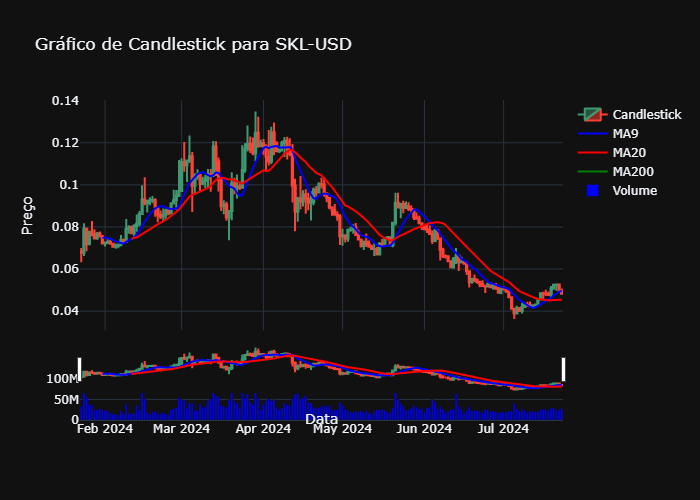 Gráfico de Candlestick para SKL-USD
0.14
0.12
0.1
0.08
0.06
0.04
Preço
Candlestick
MA9
MA20
MA200
Volume
100M
50M
0
Data
Feb 2024
Mar 2024
Apr 2024
May 2024
Jun 2024
Jul 2024